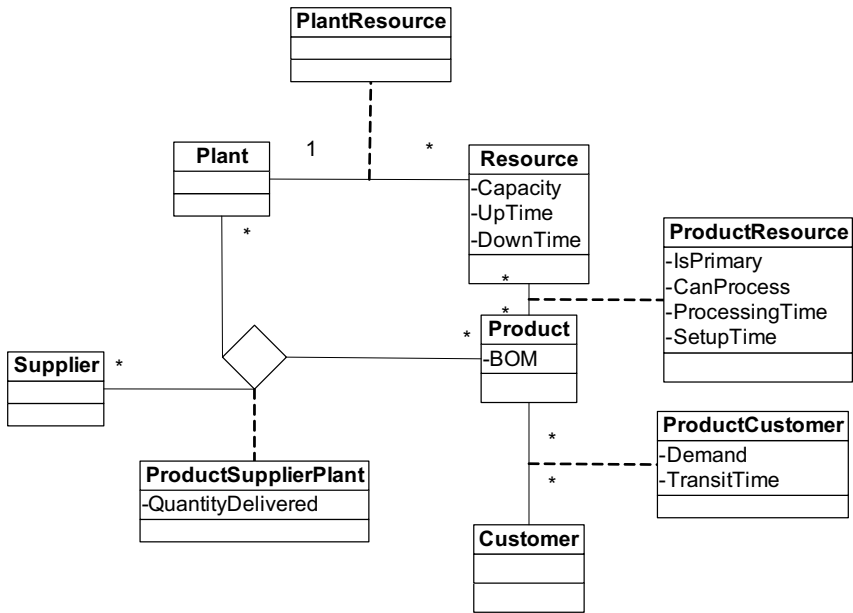 PlantResource
Plant
1
*
Resource
-Capacity
-UpTime
-DownTime
*
ProductResource
-IsPrimary
-CanProcess
-ProcessingTime
-SetupTime
*
*
*
Product
-BOM
Supplier
*
ProductCustomer
-Demand
-TransitTime
*
*
ProductSupplierPlant
-QuantityDelivered
Customer